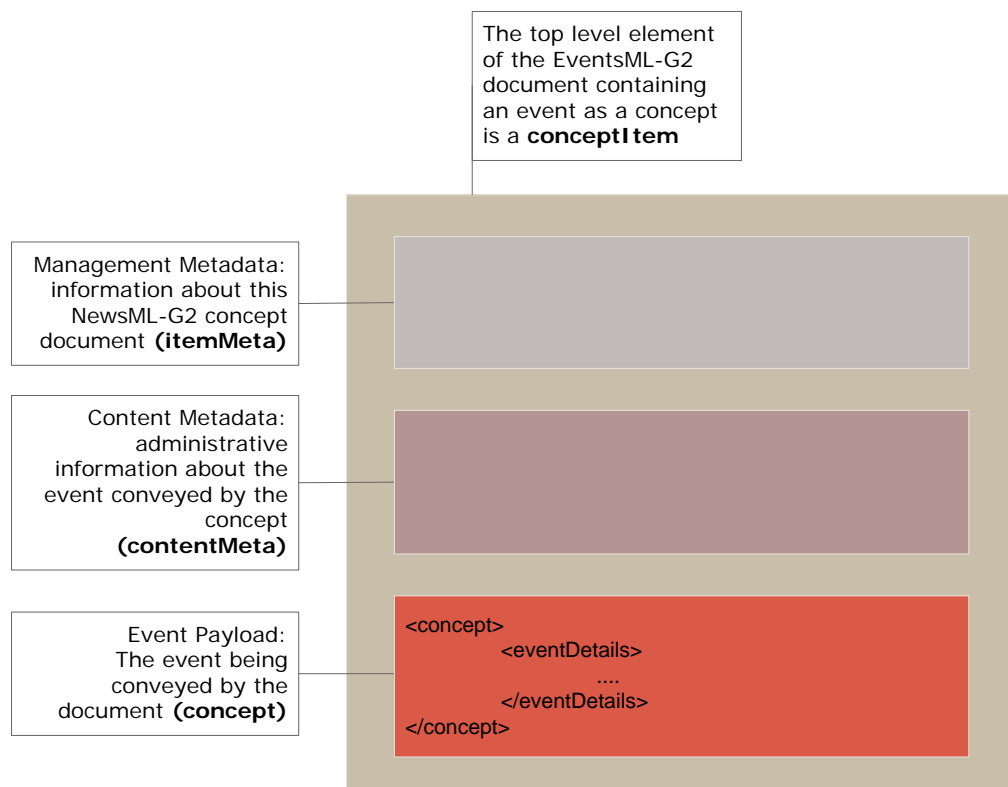 The top level element
of the EventsML-G2
document containing
an event as a concept
is a conceptItem
Management Metadata:
information about this
NewsML-G2 concept
document (itemMeta)
Content Metadata:
administrative
information about the
event conveyed by the
concept
(contentMeta)
Event Payload:
The event being
conveyed by the
document (concept)
<concept>
<eventDetails>
....
</eventDetails>
</concept>